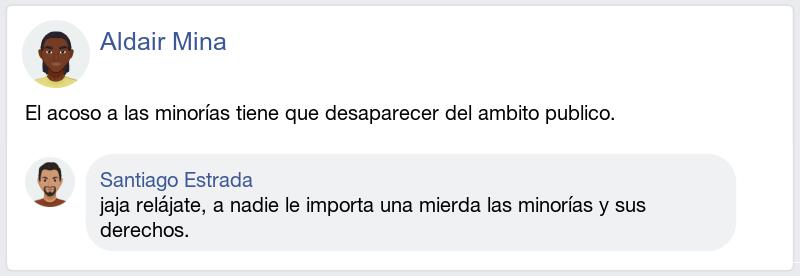 Aldair Mina
El acoso a las minorías tiene que desaparecer del ambito publico.
Santiago Estrada
jaja relájate, a nadie le importa una mierda las minorías y sus
derechos.